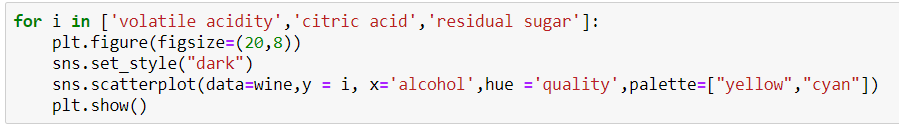 for i in ['volatile acidity','citric acid','residual sugar']:
    plt.figure(figsize=(20,8))
    sns.set_style("dark")
    sns.scatterplot(data=wine,y = i, x='alcohol',hue ='quality',palette=["yellow","cyan"])
    plt.show()